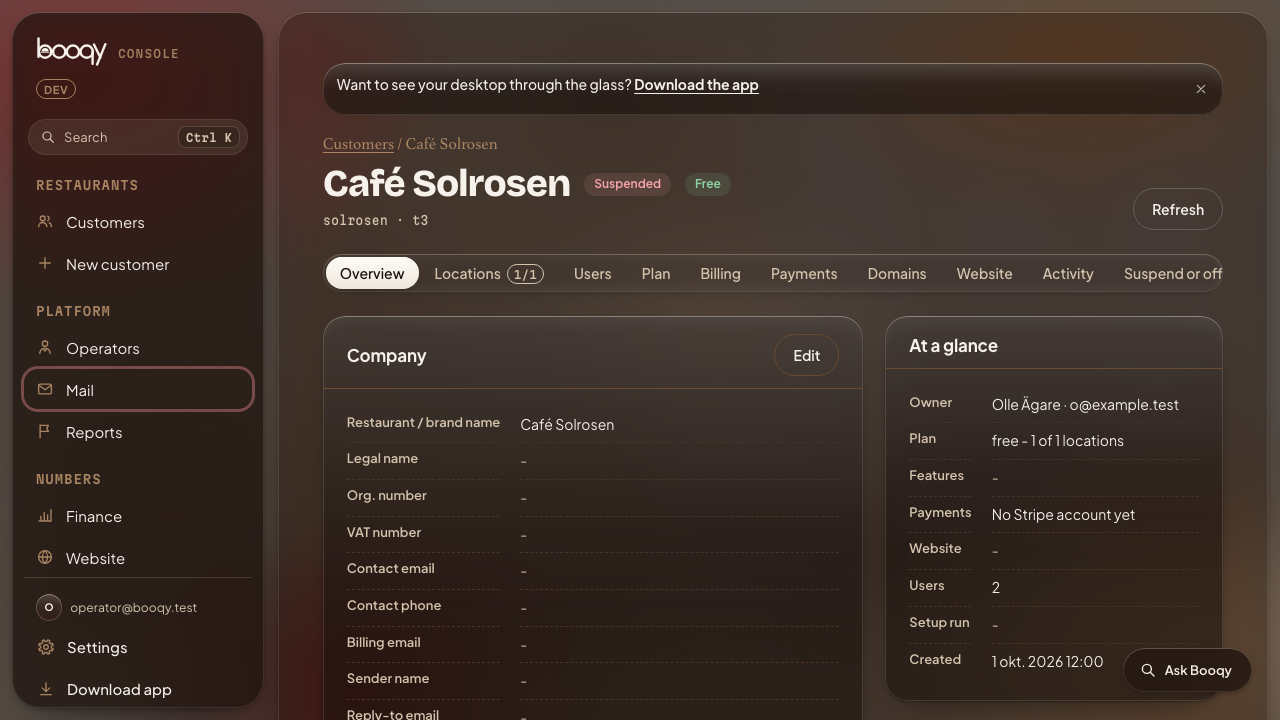 booqy CONSOLE
DEV
Search Ctrl K
RESTAURANTS
Customers
New customer
PLATFORM
Operators
Mail
Reports
NUMBERS
Finance
Website
O operator@booqy.test
Settings
Download app
Want to see your desktop through the glass? Download the app ×
Customers / Café Solrosen
Café Solrosen Suspended Free
solrosen · t3
Refresh
Overview Locations 1/1 Users Plan Billing Payments Domains Website Activity Suspend or off
Company Edit
Restaurant / brand name Café Solrosen
Legal name -
Org. number -
VAT number -
Contact email -
Contact phone -
Billing email -
Sender name -
Reply-to email -
At a glance
Owner Olle Ägare · o@example.test
Plan free - 1 of 1 locations
Features -
Payments No Stripe account yet
Website -
Users 2
Setup run -
Created 1 okt. 2026 12:00
Ask Booqy